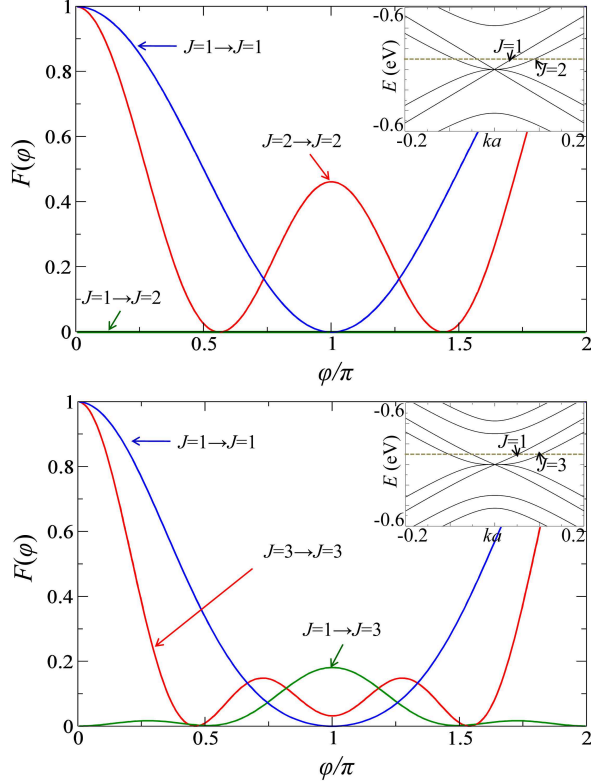 1
0.8
0.6
0.4
0.2
0
F(φ)
J=1→J=1
J=2→J=2
J=1→J=2
0
0.5
1
1.5
2
φ/π
-0.6
E (eV)
-0.6
-0.2
ka
0.2
J=1
J=2
1
0.8
0.6
0.4
0.2
0
F(φ)
J=1→J=1
J=3→J=3
J=1→J=3
0
0.5
1
1.5
2
φ/π
-0.6
E (eV)
-0.6
-0.2
ka
0.2
J=1
J=3